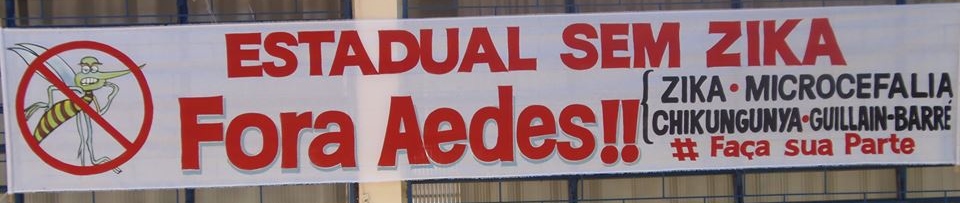 ESTADUAL SEM ZIKA
Fora Aedes!!
ZIKA • MICROCEFALIA
CHIKUNGUNYA • GUILLAIN-BARRÉ
# Faça sua Parte